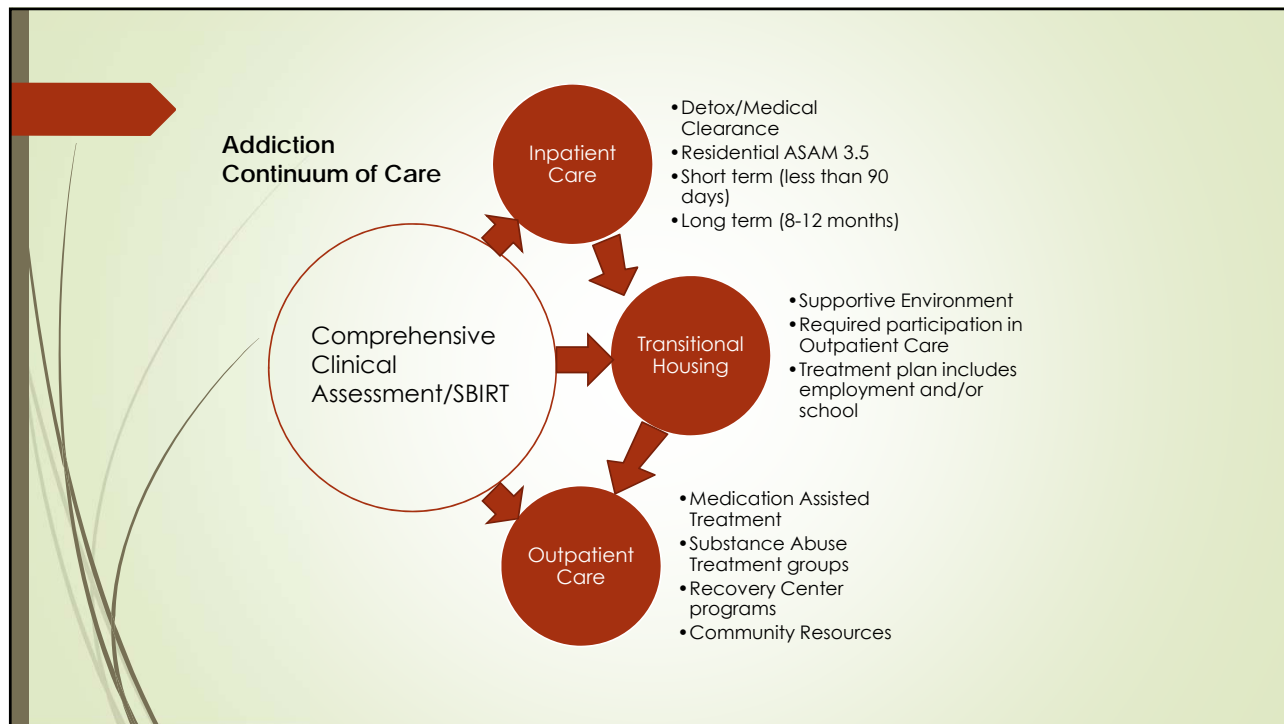 Addiction
Continuum of Care
Inpatient
Care
•Detox/Medical
Clearance
•Residential ASAM 3.5
•Short term (less than 90
days)
•Long term (8-12 months)
Comprehensive
Clinical
Assessment/SBIRT
Transitional
Housing
•Supportive Environment
•Required participation in
Outpatient Care
•Treatment plan includes
employment and/or
school
Outpatient
Care
•Medication Assisted
Treatment
•Substance Abuse
Treatment groups
•Recovery Center
programs
•Community Resources